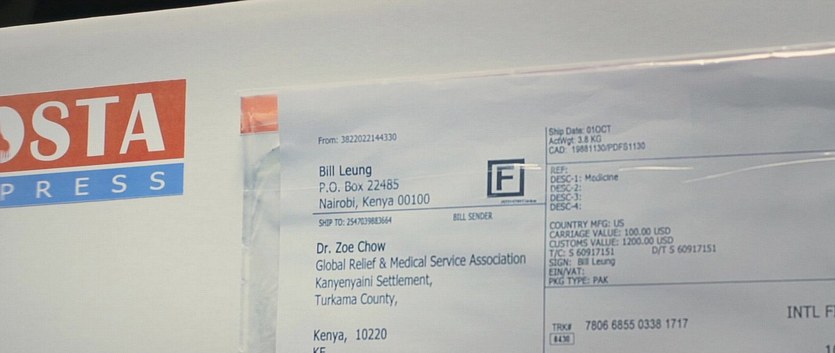 OSTA
PRESS
From: 3822022144330
Bill Leung
P.O. Box 22485
Nairobi, Kenya 00100
F
SHIP TO:
BILL SENDER
Dr. Zoe Chow
Global Relief & Medical Service Association
Kanyenyaini Settlement,
Turkama County,
Kenya, 10220
KE
Ship Date: 01OCT
ActWgt: 3.8 KG
CAD: 19881130/PDFS1130
REF:
DESC-1: Medicine
DESC-2:
DESC-3:
DESC-4:
COUNTRY MFG: US
CARRIAGE VALUE: 100.00 USD
CUSTOMS VALUE: 1200.00 USD
T/C: S 60917151 D/T S 60917151
SIGN: Bill Leung
EIN/VAT:
PKG TYPE: PAK
TRK# 7806 6855 0338 1717
INTL